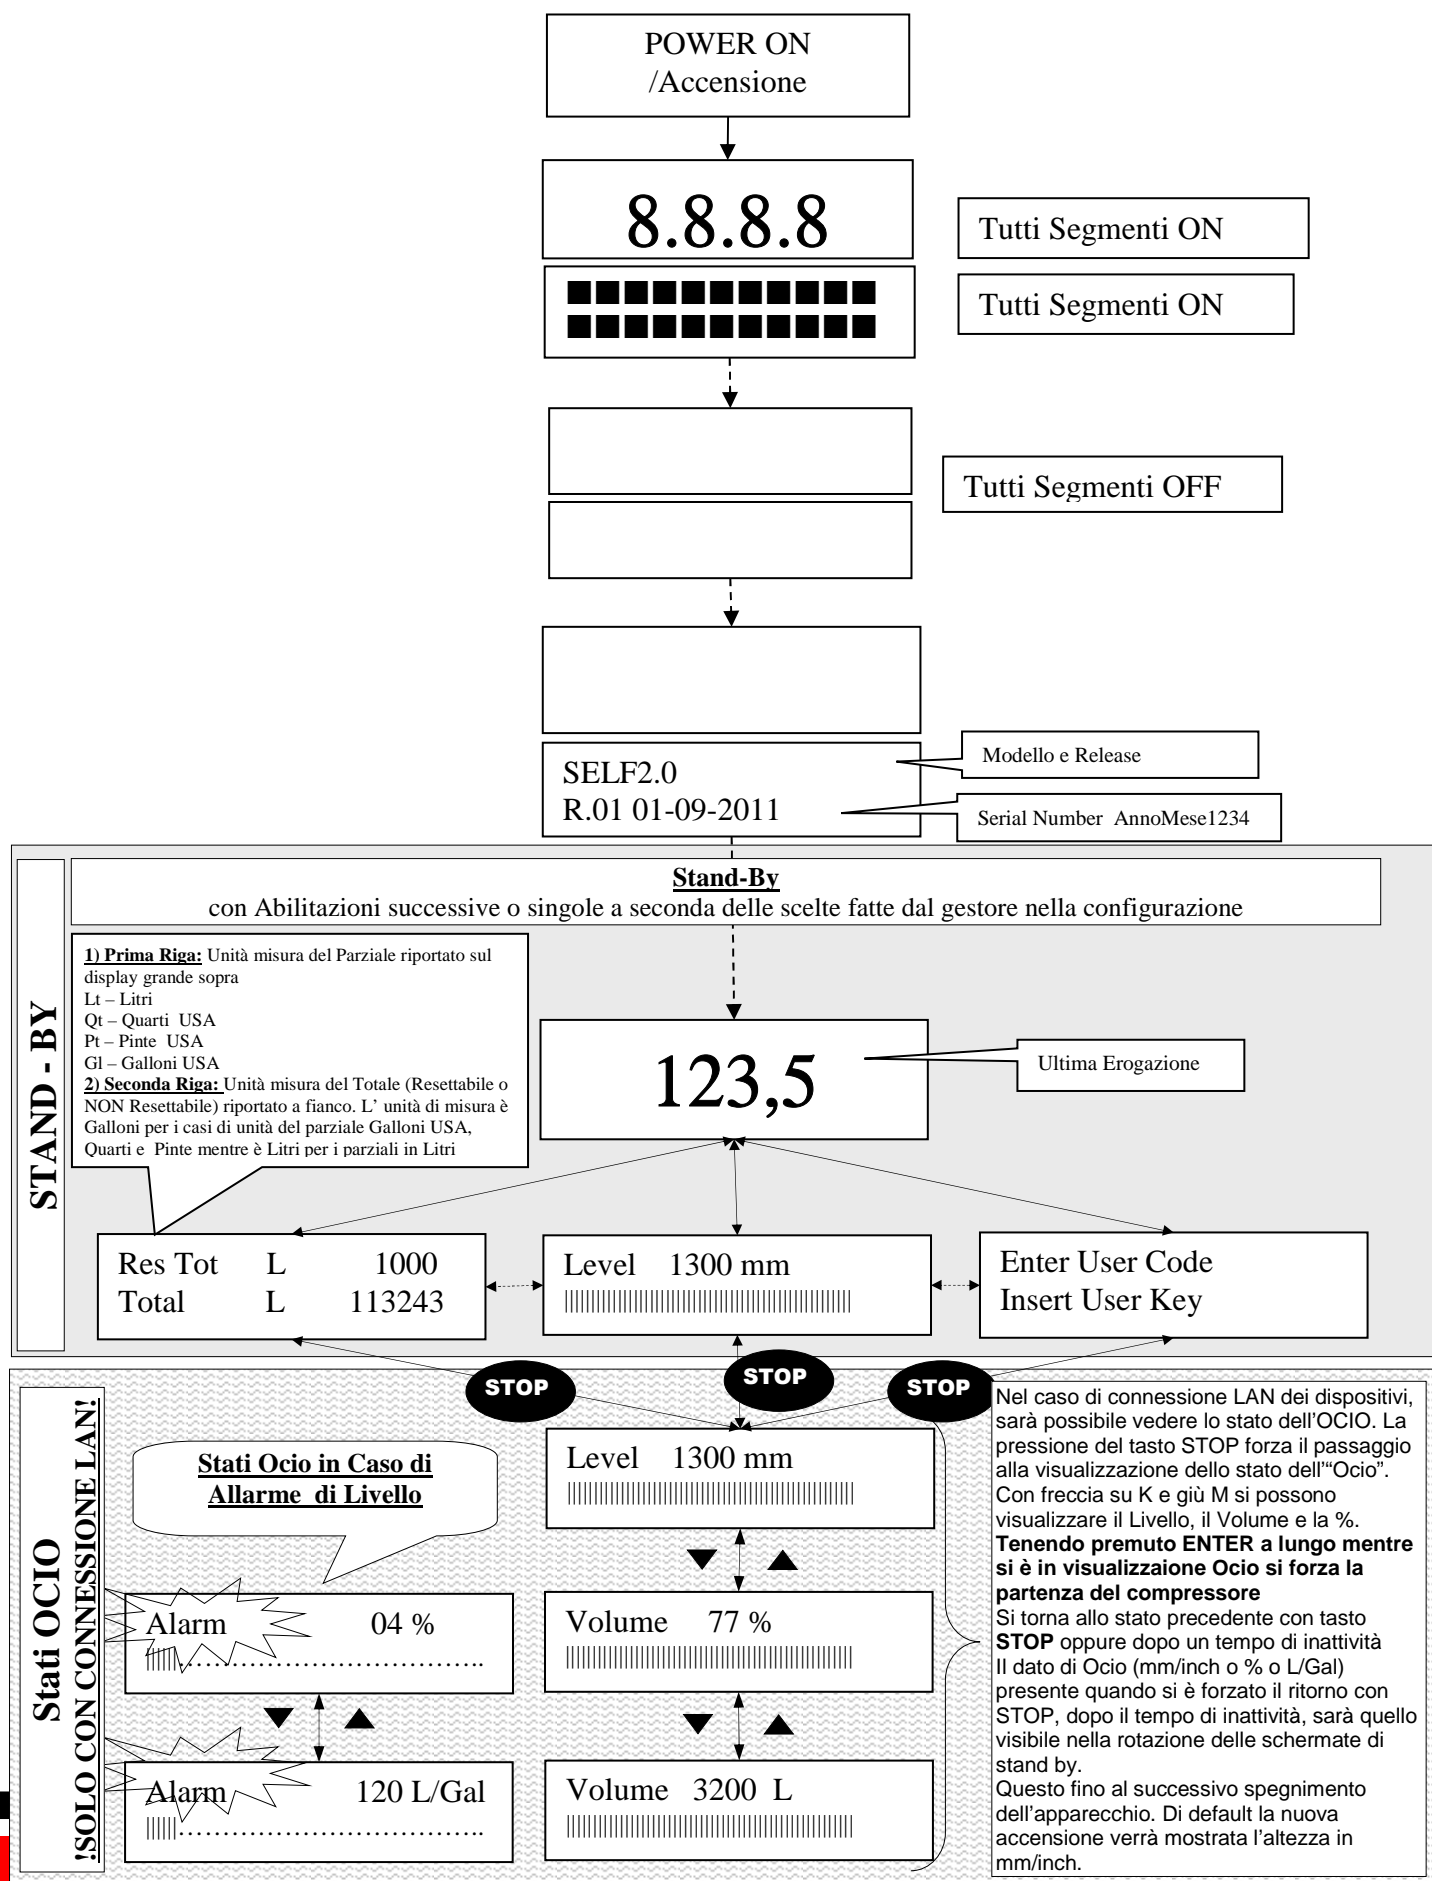 POWER ON
/Accensione
8.8.8.8
Tutti Segmenti ON
Tutti Segmenti ON
Tutti Segmenti OFF
SELF2.0
R.01 01-09-2011
Modello e Release
Serial Number AnnoMese1234
STAND - BY
Stand-By
con Abilitazioni successive o singole a seconda delle scelte fatte dal gestore nella configurazione
1) Prima Riga: Unità misura del Parziale riportato sul
display grande sopra
Lt – Litri
Qt – Quarti USA
Pt – Pinte USA
Gl – Galloni USA
2) Seconda Riga: Unità misura del Totale (Resettabile o
NON Resettabile) riportato a fianco. L’ unità di misura è
Galloni per i casi di unità del parziale Galloni USA,
Quarti e Pinte mentre è Litri per i parziali in Litri
123,5
Ultima Erogazione
Res Tot L 1000
Total L 113243
Level 1300 mm
Enter User Code
Insert User Key
STOP
STOP
STOP
Stati OCIO
!SOLO CON CONNESSIONE LAN!
Stati Ocio in Caso di
Allarme di Livello
Level 1300 mm
Alarm 04 %
Volume 77 %
Alarm 120 L/Gal
Volume 3200 L
Nel caso di connessione LAN dei dispositivi,
sarà possibile vedere lo stato dell’OCIO. La
pressione del tasto STOP forza il passaggio
alla visualizzazione dello stato dell’“Ocio”.
Con freccia su K e giù M si possono
visualizzare il Livello, il Volume e la %.
Tenendo premuto ENTER a lungo mentre
si è in visualizzaione Ocio si forza la
partenza del compressore
Si torna allo stato precedente con tasto
STOP oppure dopo un tempo di inattività
Il dato di Ocio (mm/inch o % o L/Gal)
presente quando si è forzato il ritorno con
STOP, dopo il tempo di inattività, sarà quello
visibile nella rotazione delle schermate di
stand by.
Questo fino al successivo spegnimento
dell’apparecchio. Di default la nuova
accensione verrà mostrata l’altezza in
mm/inch.